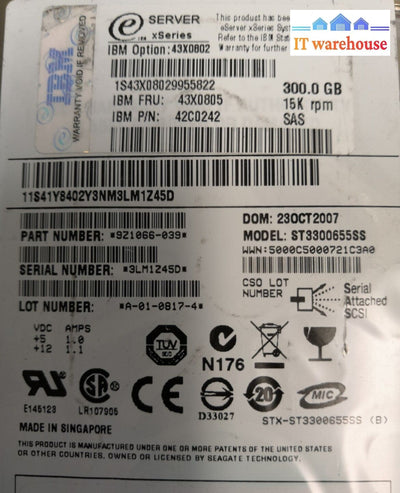 IT warehouse
IBM
WARRANTY VOID IF REMOVED
e SERVER
xSeries
IBM Option: 43X0802
This product has been
eServer xSeries System
Refer to the IBM Statement
Warranty for further
1S43X08029955822
IBM FRU: 43X0805
IBM P/N: 42C0242
300.0 GB
15K rpm
SAS
11S41Y8402Y3NM3LM1Z45D
PART NUMBER: *9Z1066-039*
DOM: 23OCT2007
MODEL: ST3300655SS
WWN:5000C5000721C3A0
SERIAL NUMBER: *3LM1Z45D*
CSO LOT
NUMBER
Serial
Attached
SCSI
LOT NUMBER: *A-01-0817-4*
VDC AMPS
+5 1.0
+12 1.1
TÜV
N176
E145123
LR107905
D33027
20
MIC
STX-ST3300655SS (B)
MADE IN SINGAPORE
THIS PRODUCT IS MANUFACTURED UNDER ONE OR MORE PATENTS OF THE UNITED STATES
OR OTHER COUNTRIES. OWNED OR LICENSED BY SEAGATE TECHNOLOGY.